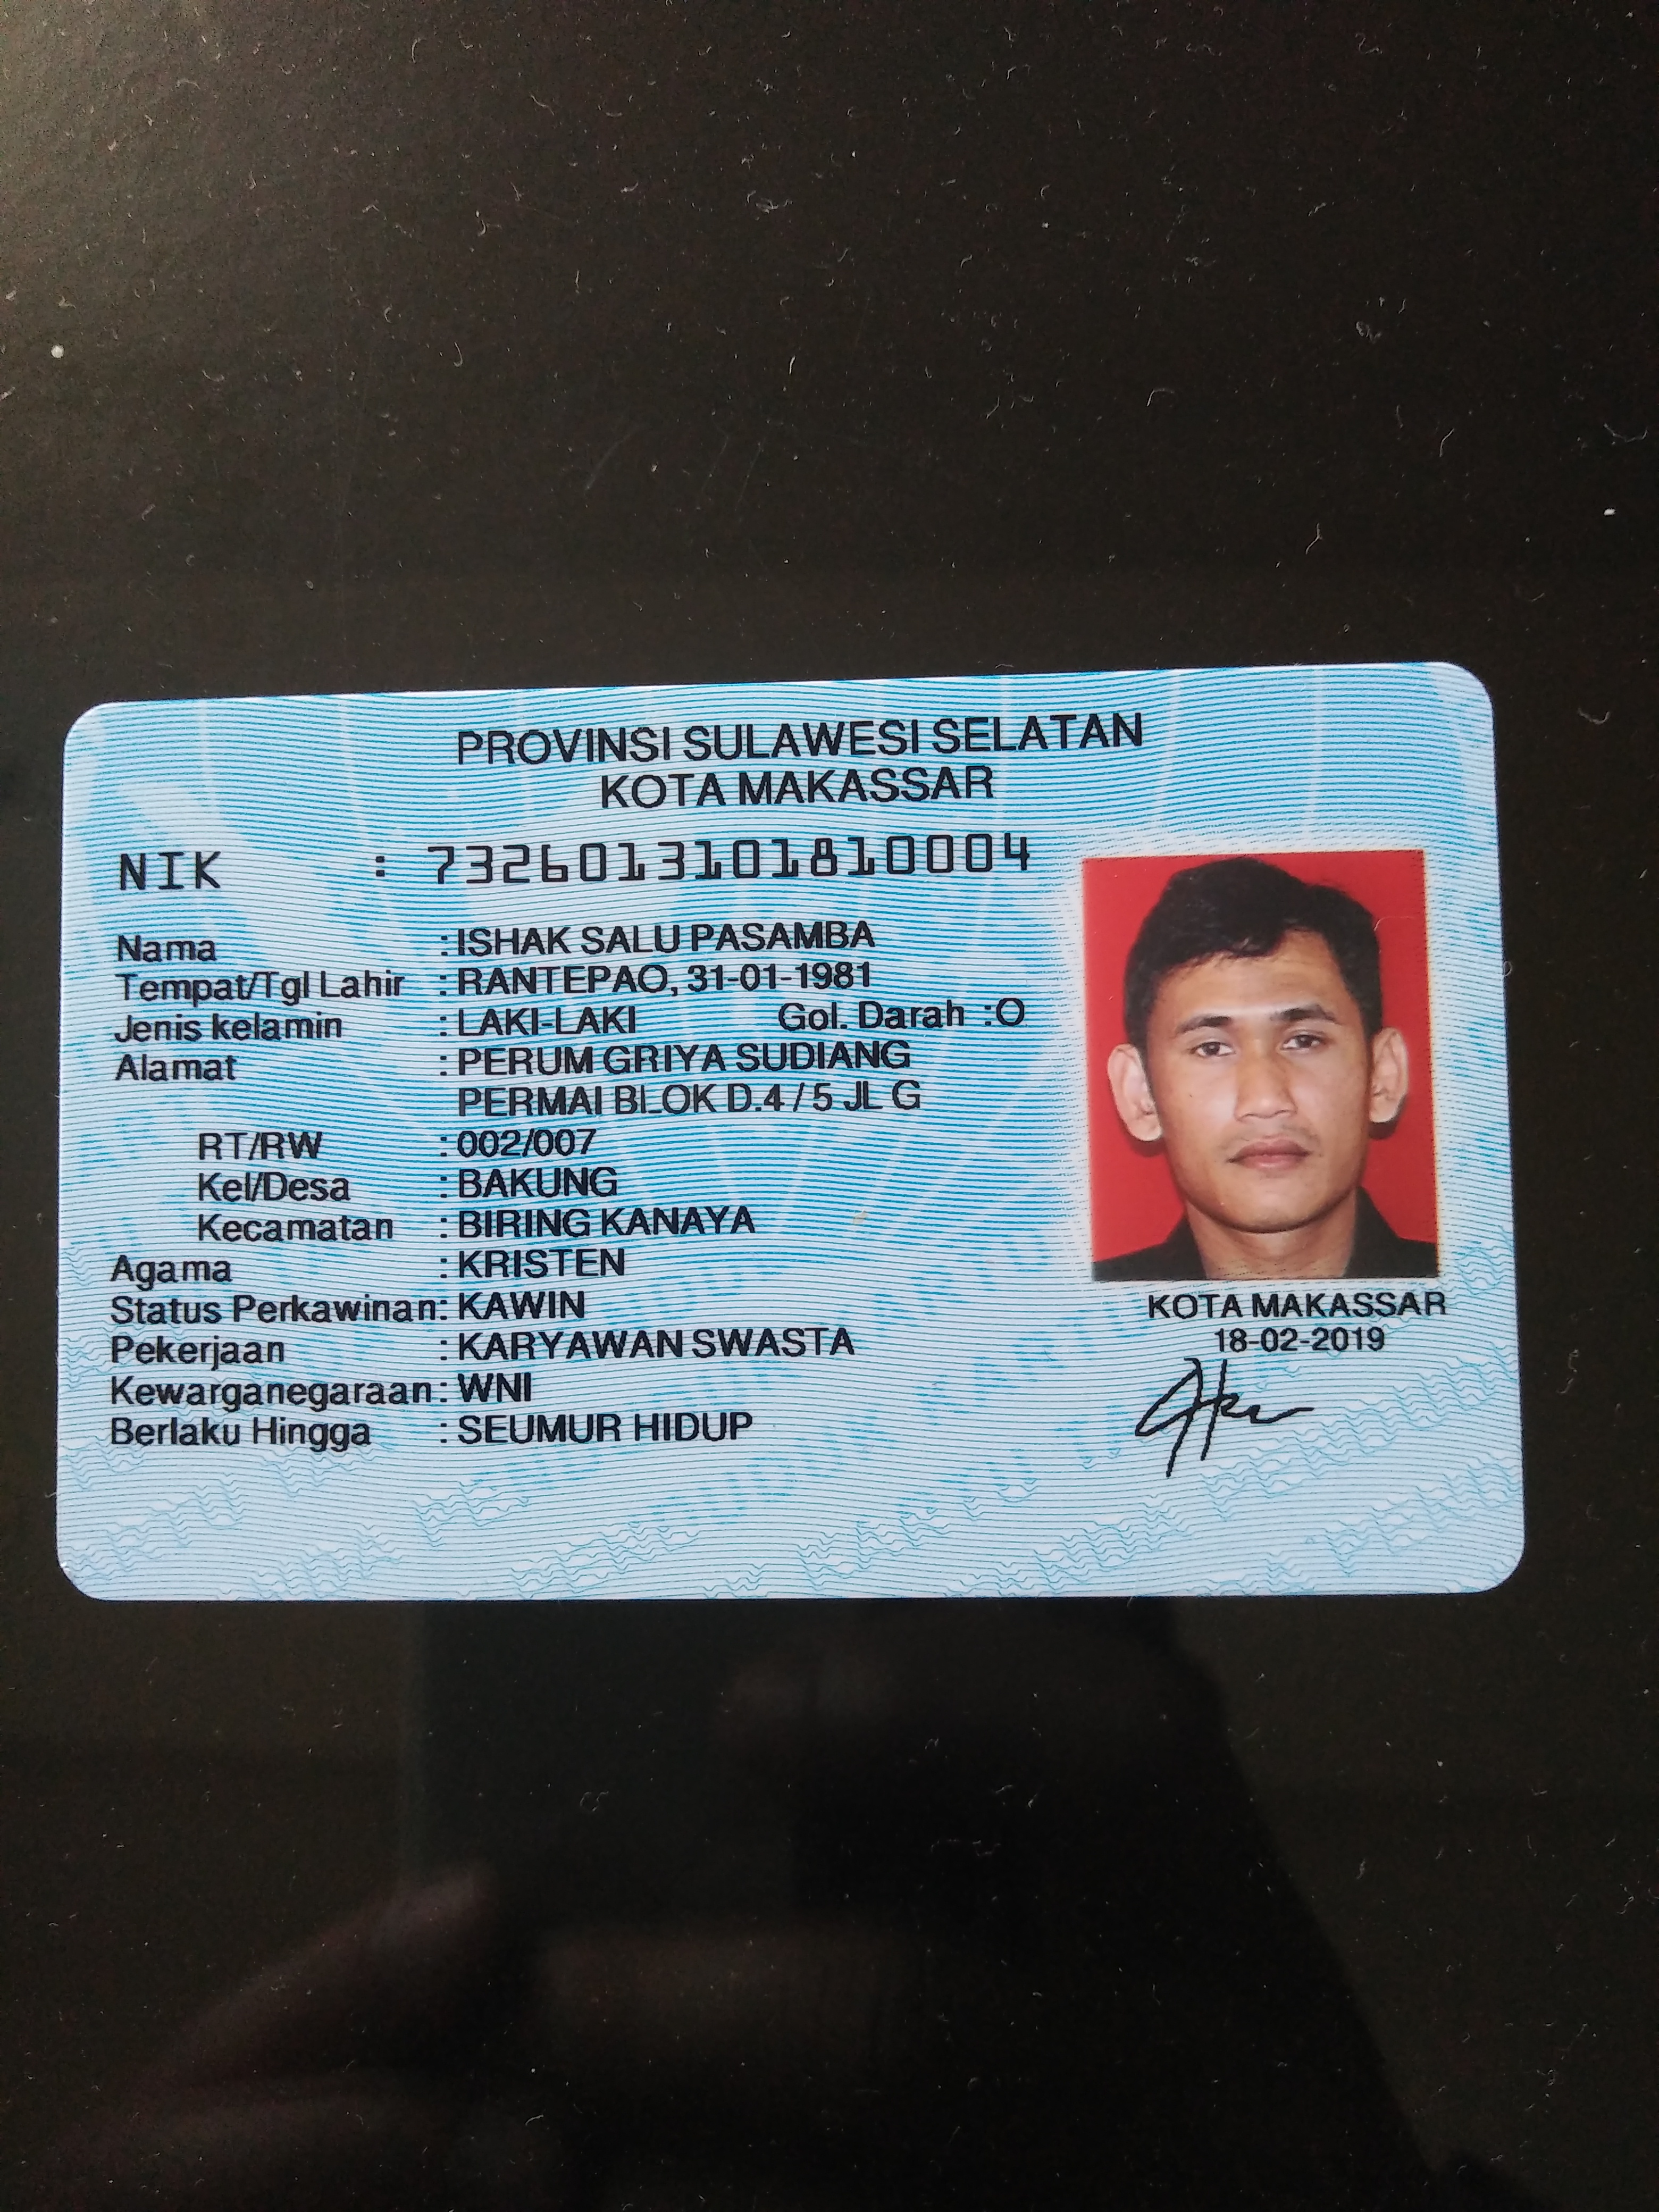 PROVINSI SULAWESI SELATAN
KOTA MAKASSAR
NIK : 7326013101810004
Nama : ISHAK SALU PASAMBA
Tempat/Tgl Lahir : RANTEPAO, 31-01-1981
Jenis kelamin : LAKI-LAKI Gol. Darah :O
Alamat : PERUM GRIYA SUDIANG
PERMAI BLOK D.4 / 5 JL G
RT/RW : 002/007
Kel/Desa : BAKUNG
Kecamatan : BIRING KANAYA
Agama : KRISTEN
Status Perkawinan: KAWIN
Pekerjaan : KARYAWAN SWASTA
Kewarganegaraan: WNI
Berlaku Hingga : SEUMUR HIDUP
KOTA MAKASSAR
18-02-2019